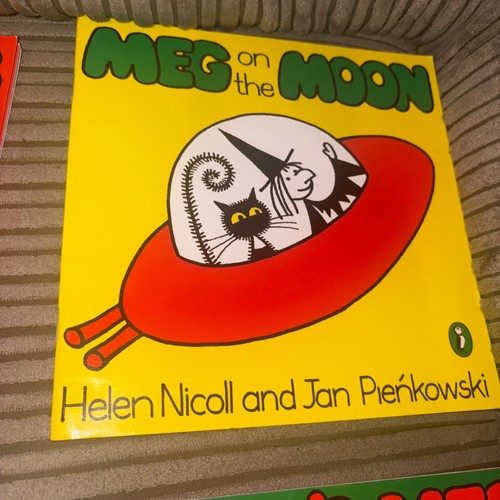 MEG on the MOON
Helen Nicoll and Jan Pieńkowski